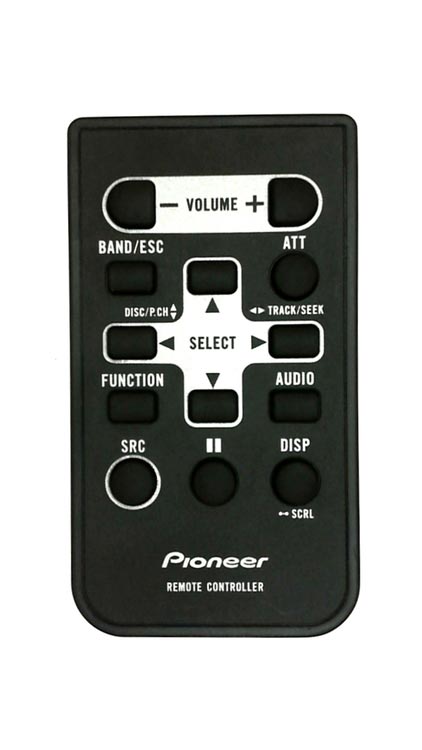 − VOLUME +
BAND/ESC
ATT
DISC/P.CH
TRACK/SEEK
SELECT
FUNCTION
AUDIO
SRC
DISP
SCRL
Pioneer
REMOTE CONTROLLER